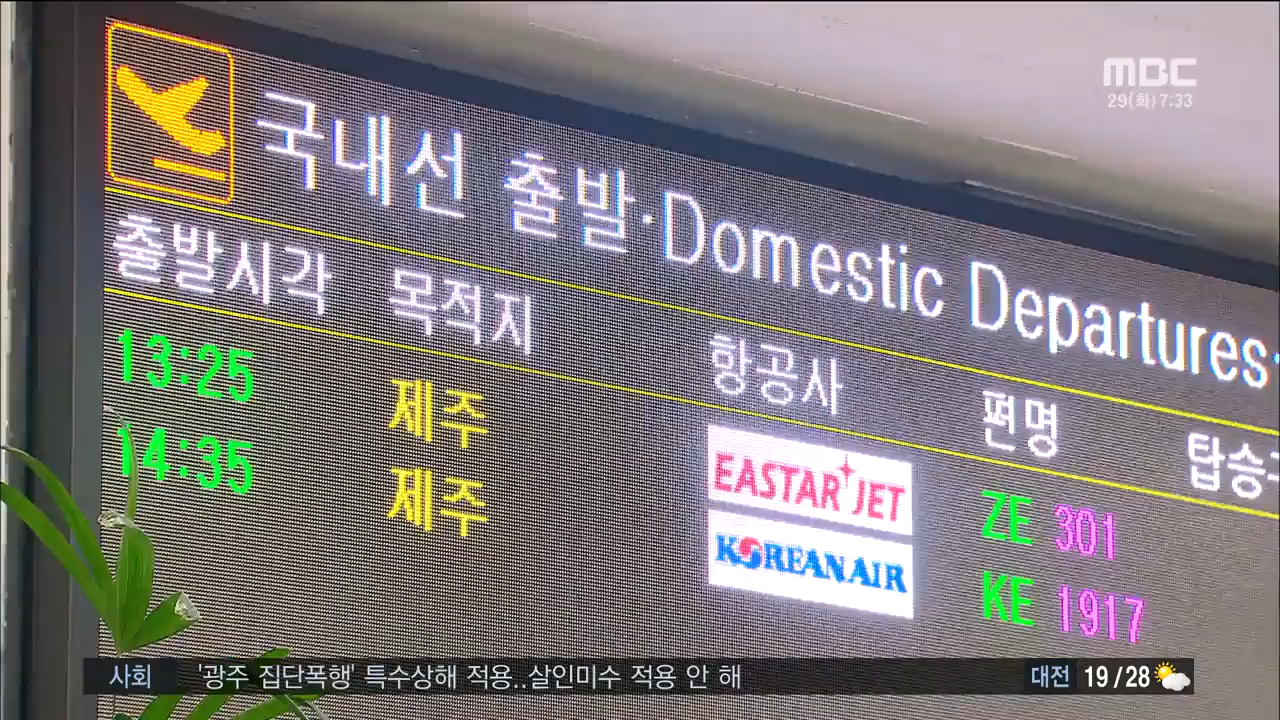 MBC
29(화) 7:33
국내선 출발·Domestic Departures·
출발시각 목적지 항공사 편명 탑승
13:25 제주 EASTAR JET ZE 301
14:35 제주 KOREAN AIR KE 1917
사회 '광주 집단폭행' 특수상해 적용..살인미수 적용 안 해 대전 19/28